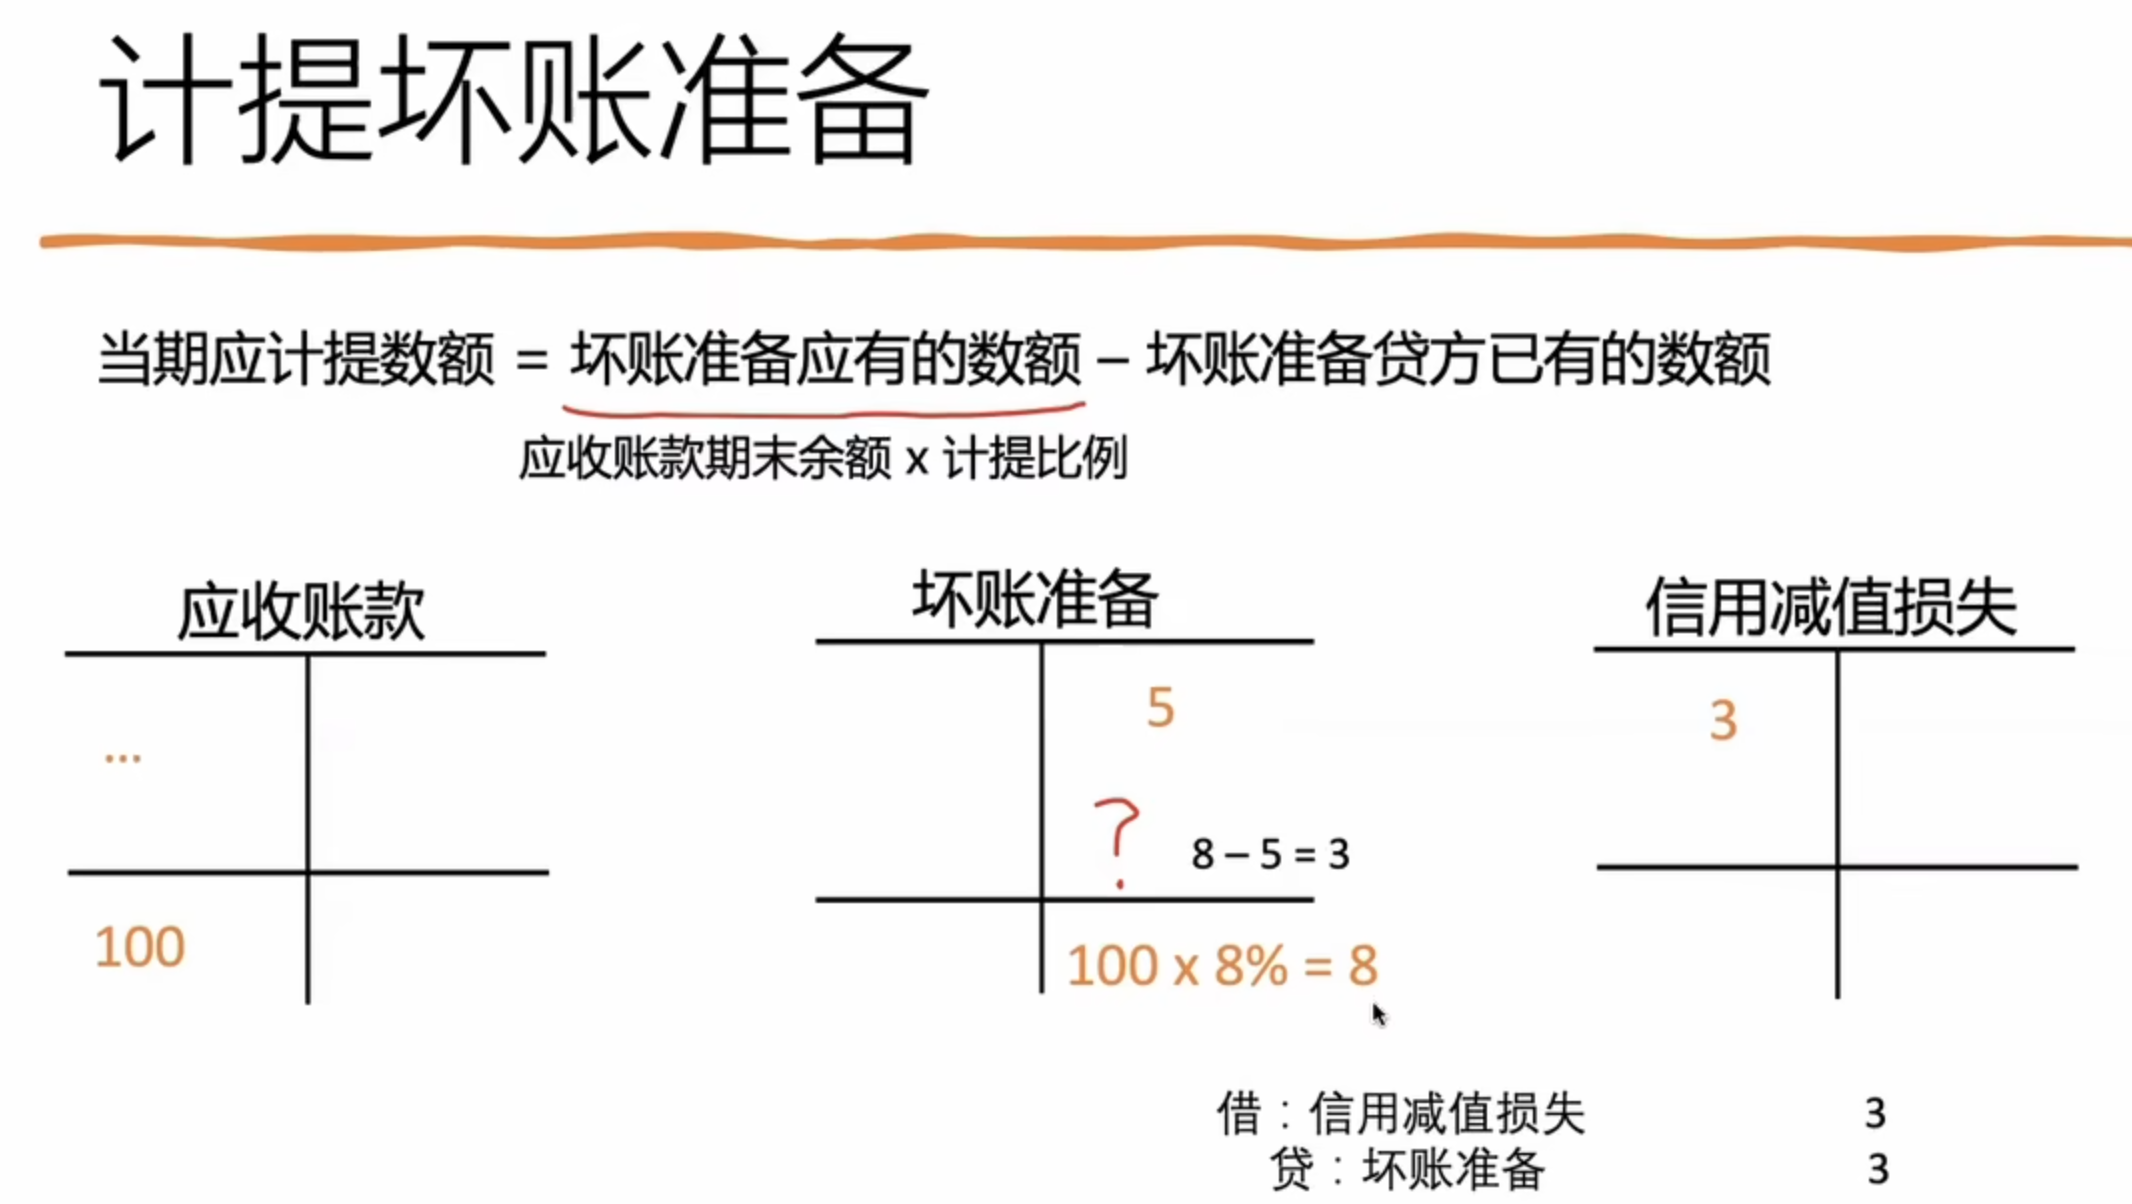 计提坏账准备
当期应计提数额 = 坏账准备应有的数额 – 坏账准备贷方已有的数额
应收账款期末余额 x 计提比例
应收账款
...
100
坏账准备
5
?
8 – 5 = 3
100 x 8% = 8
信用减值损失
3
借：信用减值损失 3
贷：坏账准备 3